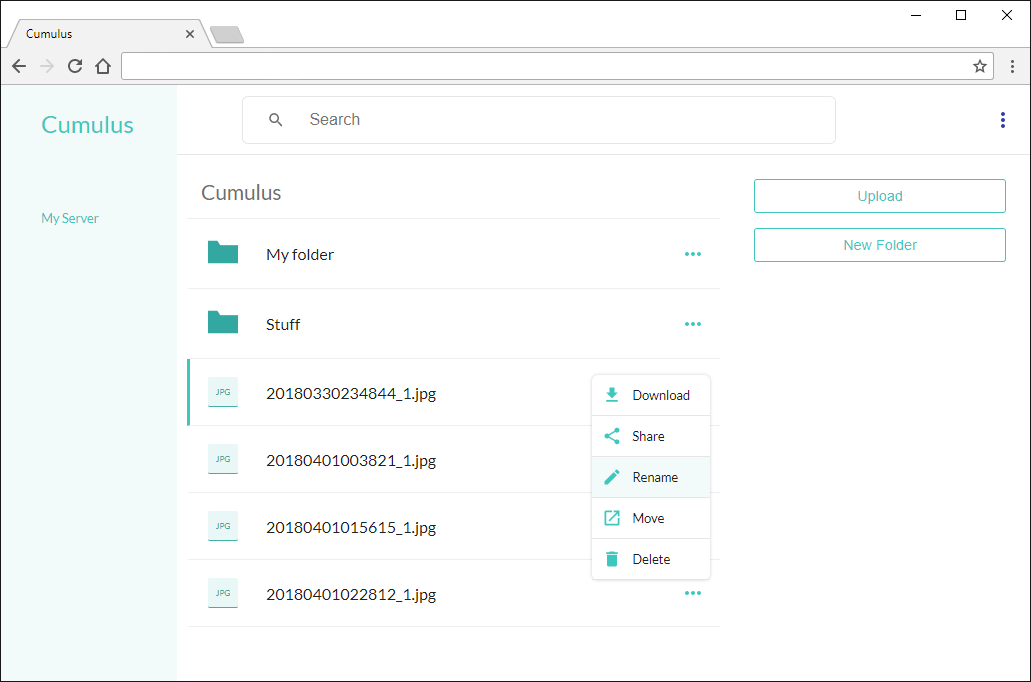 Cumulus
Cumulus
Search
My Server
Cumulus
Upload
New Folder
My folder
Stuff
JPG 20180330234844_1.jpg
JPG 20180401003821_1.jpg
JPG 20180401015615_1.jpg
JPG 20180401022812_1.jpg
Download
Share
Rename
Move
Delete